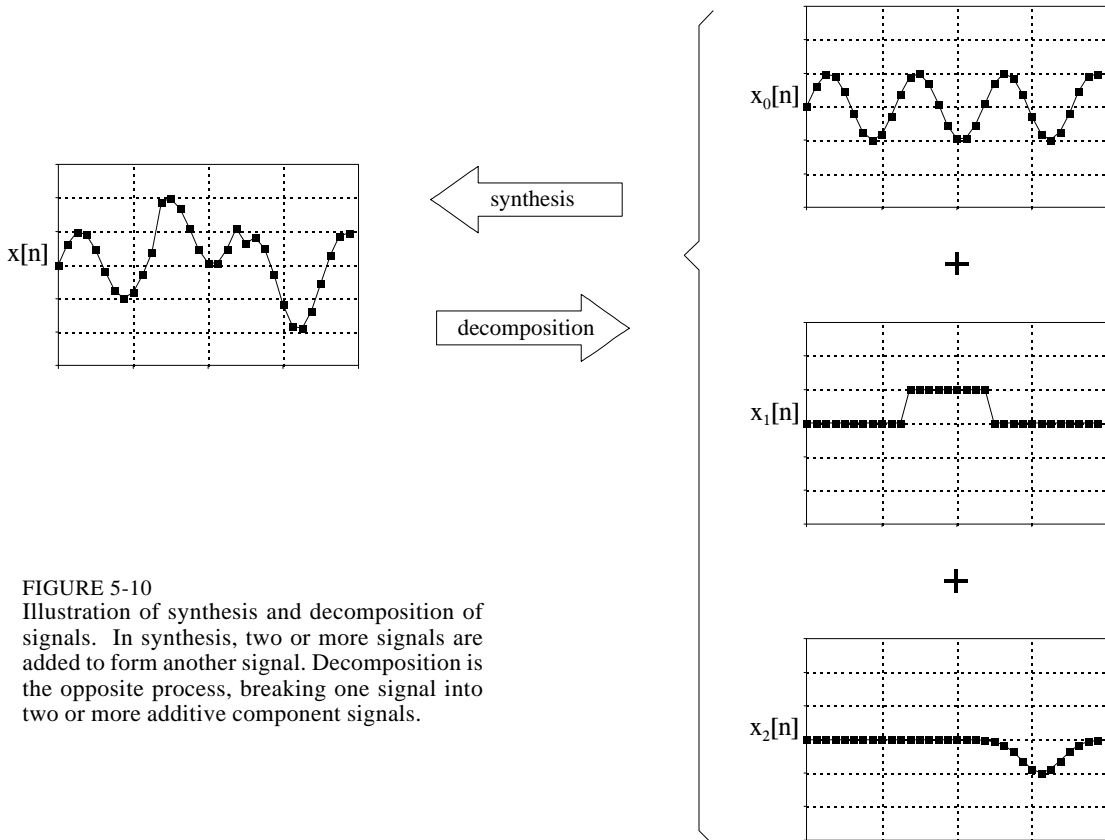 x[n]
synthesis
decomposition
x₀[n]
+
x₁[n]
+
x₂[n]
FIGURE 5-10
Illustration of synthesis and decomposition of
signals. In synthesis, two or more signals are
added to form another signal. Decomposition is
the opposite process, breaking one signal into
two or more additive component signals.